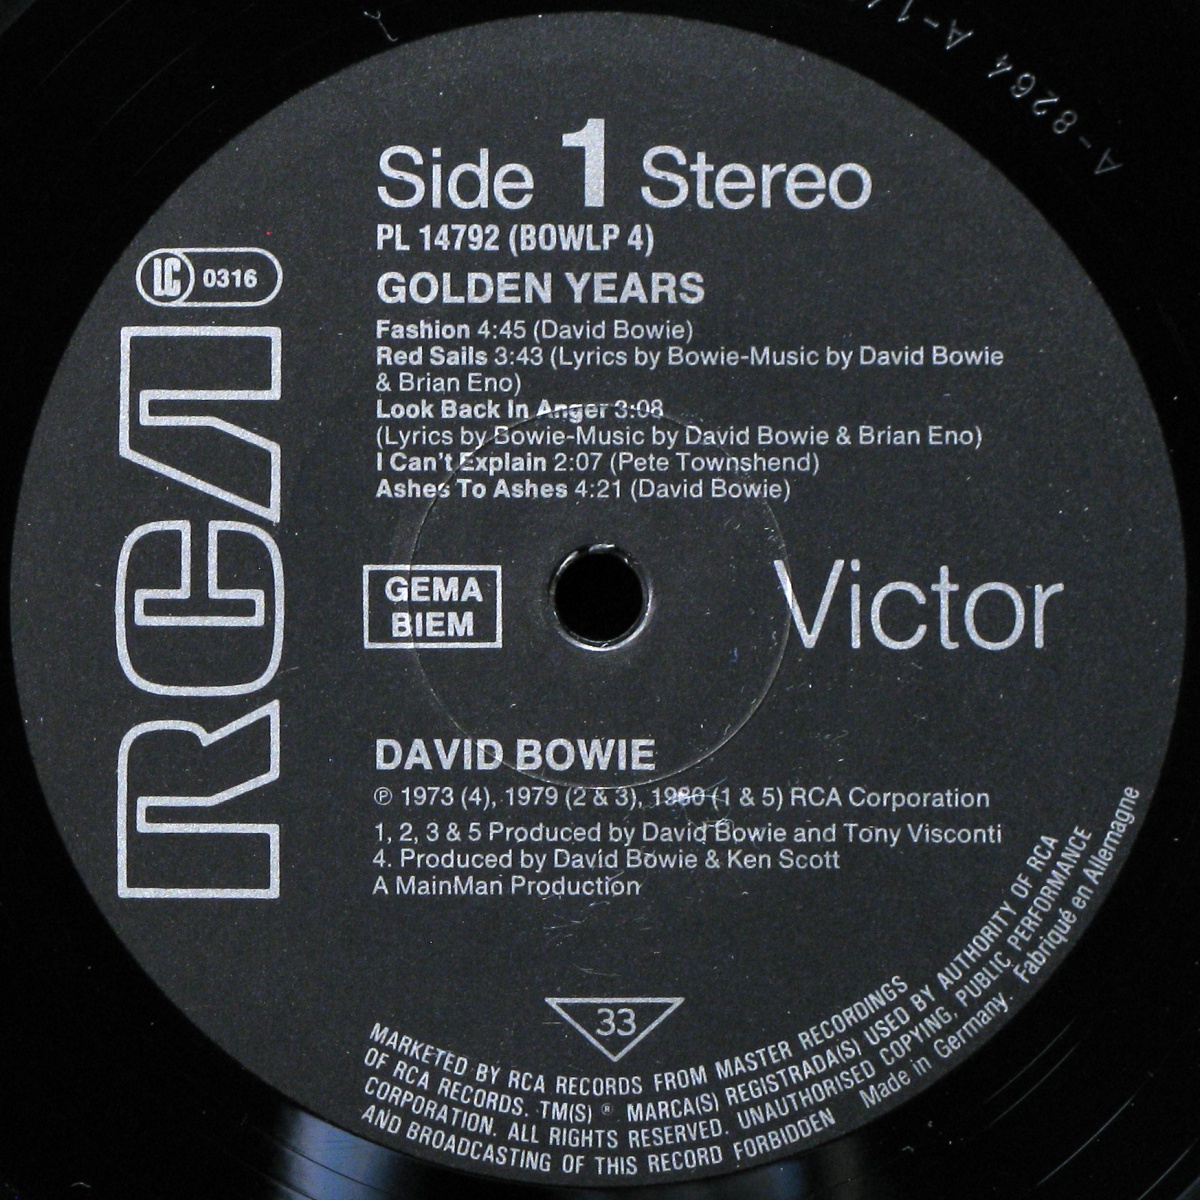 A-8264 A-1
Side 1 Stereo
PL 14792 (BOWLP 4)
LC 0316
GOLDEN YEARS
Fashion 4:45 (David Bowie)
Red Sails 3:43 (Lyrics by Bowie-Music by David Bowie
& Brian Eno)
Look Back In Anger 3:08
(Lyrics by Bowie-Music by David Bowie & Brian Eno)
I Can't Explain 2:07 (Pete Townshend)
Ashes To Ashes 4:21 (David Bowie)
RCA
GEMA
BIEM
Victor
DAVID BOWIE
℗ 1973 (4), 1979 (2 & 3), 1980 (1 & 5) RCA Corporation
1, 2, 3 & 5 Produced by David Bowie and Tony Visconti
4. Produced by David Bowie & Ken Scott
A MainMan Production
33
MARKETED BY RCA RECORDS FROM MASTER RECORDINGS
OF RCA RECORDS. TM(S) ® MARCA(S) REGISTRADA(S) USED BY AUTHORITY OF RCA
CORPORATION. ALL RIGHTS RESERVED. UNAUTHORISED COPYING, PUBLIC PERFORMANCE
AND BROADCASTING OF THIS RECORD FORBIDDEN Made in Germany. Fabriqué en Allemagne